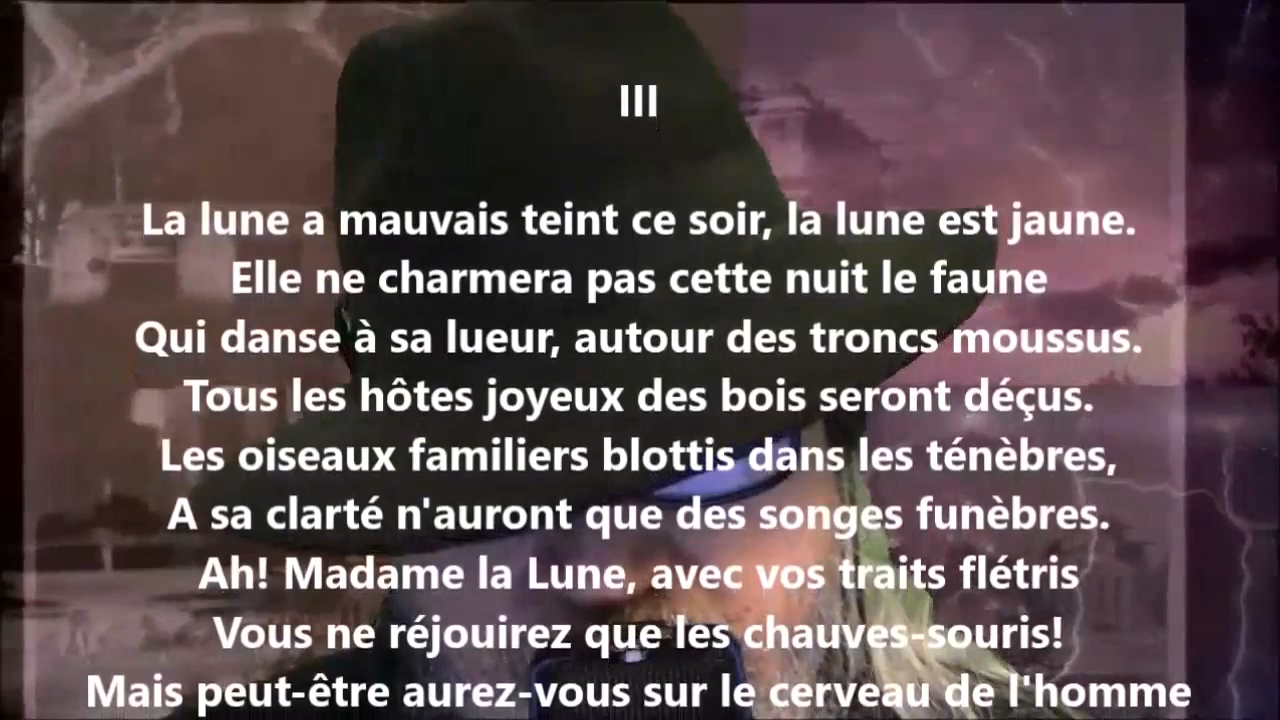 III
La lune a mauvais teint ce soir, la lune est jaune.
Elle ne charmera pas cette nuit le faune
Qui danse à sa lueur, autour des troncs moussus.
Tous les hôtes joyeux des bois seront déçus.
Les oiseaux familiers blottis dans les ténèbres,
A sa clarté n'auront que des songes funèbres.
Ah! Madame la Lune, avec vos traits flétris
Vous ne réjouirez que les chauves-souris!
Mais peut-être aurez-vous sur le cerveau de l'homme